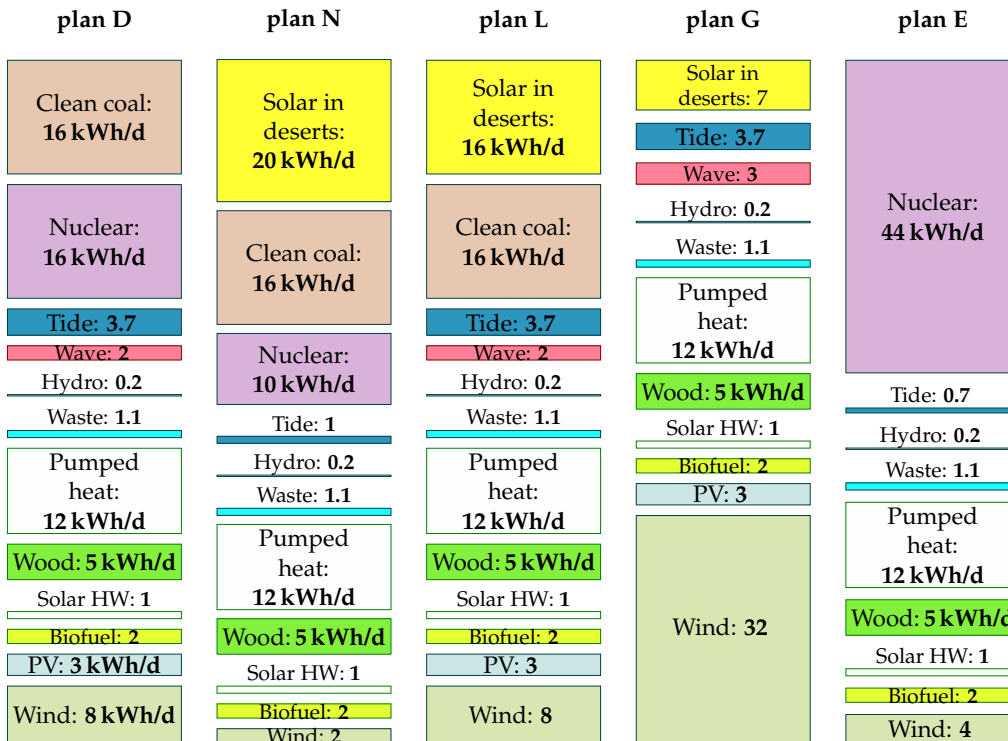 plan D
Clean coal:
16 kWh/d
Nuclear:
16 kWh/d
Tide: 3.7
Wave: 2
Hydro: 0.2
Waste: 1.1
Pumped
heat:
12 kWh/d
Wood: 5 kWh/d
Solar HW: 1
Biofuel: 2
PV: 3 kWh/d
Wind: 8 kWh/d
plan N
Solar in
deserts:
20 kWh/d
Clean coal:
16 kWh/d
Nuclear:
10 kWh/d
Tide: 1
Hydro: 0.2
Waste: 1.1
Pumped
heat:
12 kWh/d
Wood: 5 kWh/d
Solar HW: 1
Biofuel: 2
Wind: 2
plan L
Solar in
deserts:
16 kWh/d
Clean coal:
16 kWh/d
Tide: 3.7
Wave: 2
Hydro: 0.2
Waste: 1.1
Pumped
heat:
12 kWh/d
Wood: 5 kWh/d
Solar HW: 1
Biofuel: 2
PV: 3
Wind: 8
plan G
Solar in
deserts: 7
Tide: 3.7
Wave: 3
Hydro: 0.2
Waste: 1.1
Pumped
heat:
12 kWh/d
Wood: 5 kWh/d
Solar HW: 1
Biofuel: 2
PV: 3
Wind: 32
plan E
Nuclear:
44 kWh/d
Tide: 0.7
Hydro: 0.2
Waste: 1.1
Pumped
heat:
12 kWh/d
Wood: 5 kWh/d
Solar HW: 1
Biofuel: 2
Wind: 4